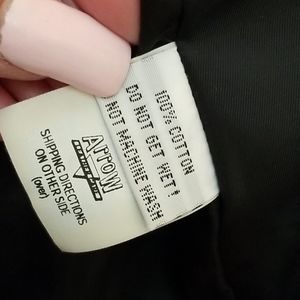 100% COTTON
DO NOT GET WET!
NOT MACHINE WASH
ARROW
SHIPPING DIRECTIONS
ON OTHER SIDE
(over)